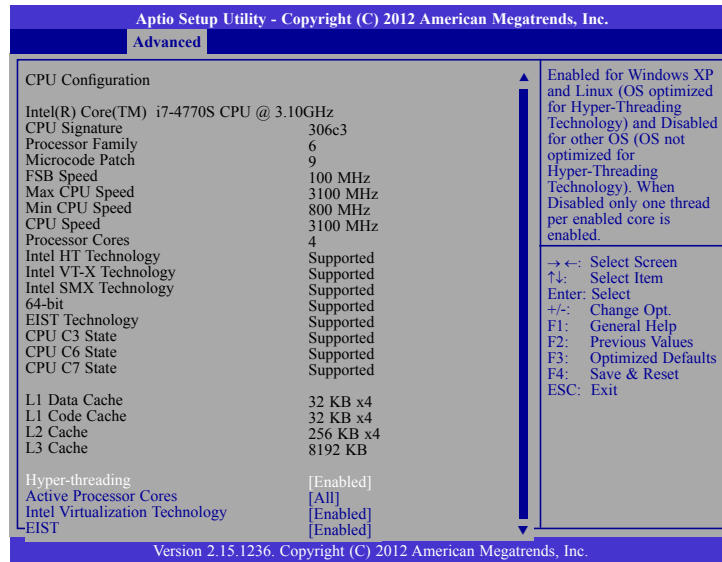 Aptio Setup Utility - Copyright (C) 2012 American Megatrends, Inc.
Advanced
CPU Configuration
Intel(R) Core(TM) i7-4770S CPU @ 3.10GHz
CPU Signature 306c3
Processor Family 6
Microcode Patch 9
FSB Speed 100 MHz
Max CPU Speed 3100 MHz
Min CPU Speed 800 MHz
CPU Speed 3100 MHz
Processor Cores 4
Intel HT Technology Supported
Intel VT-X Technology Supported
Intel SMX Technology Supported
64-bit Supported
EIST Technology Supported
CPU C3 State Supported
CPU C6 State Supported
CPU C7 State Supported
L1 Data Cache 32 KB x4
L1 Code Cache 32 KB x4
L2 Cache 256 KB x4
L3 Cache 8192 KB
Hyper-threading [Enabled]
Active Processor Cores [All]
Intel Virtualization Technology [Enabled]
EIST [Enabled]
Enabled for Windows XP
and Linux (OS optimized
for Hyper-Threading
Technology) and Disabled
for other OS (OS not
optimized for
Hyper-Threading
Technology). When
Disabled only one thread
per enabled core is
enabled.
→←: Select Screen
↑↓: Select Item
Enter: Select
+/-: Change Opt.
F1: General Help
F2: Previous Values
F3: Optimized Defaults
F4: Save & Reset
ESC: Exit
Version 2.15.1236. Copyright (C) 2012 American Megatrends, Inc.